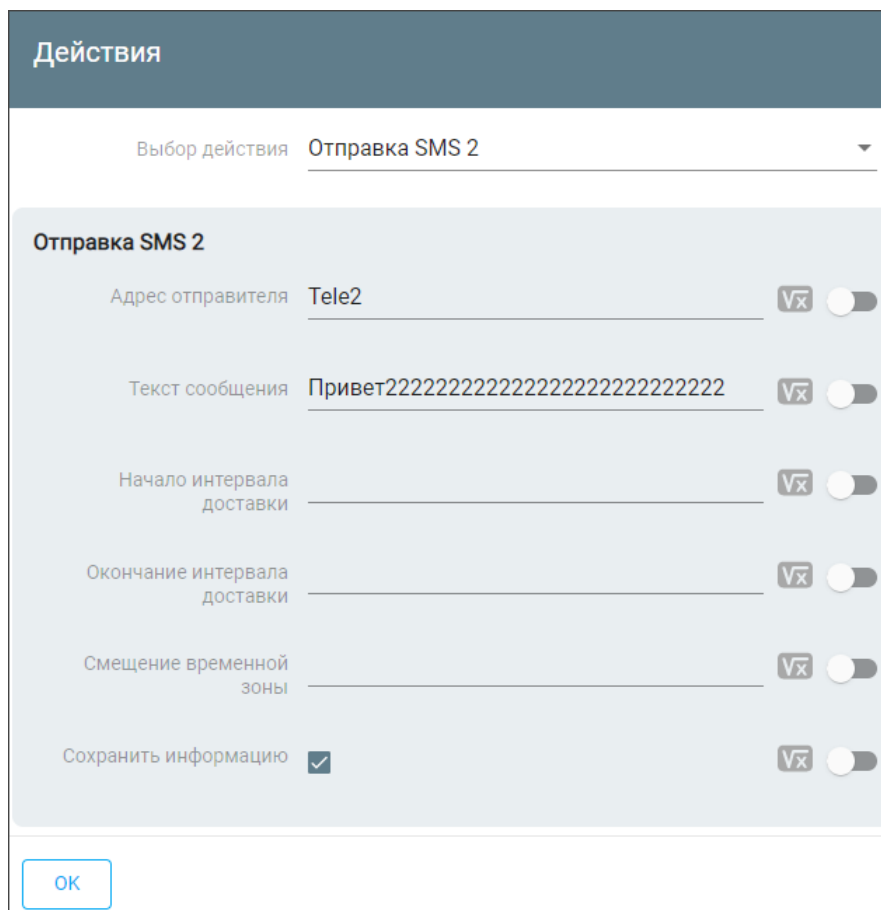 Действия
Выбор действия Отправка SMS 2
Отправка SMS 2
Адрес отправителя Tele2 √x
Текст сообщения Привет222222222222222222222222222 √x
Начало интервала
доставки √x
Окончание интервала
доставки √x
Смещение временной
зоны √x
Сохранить информацию √x
OK